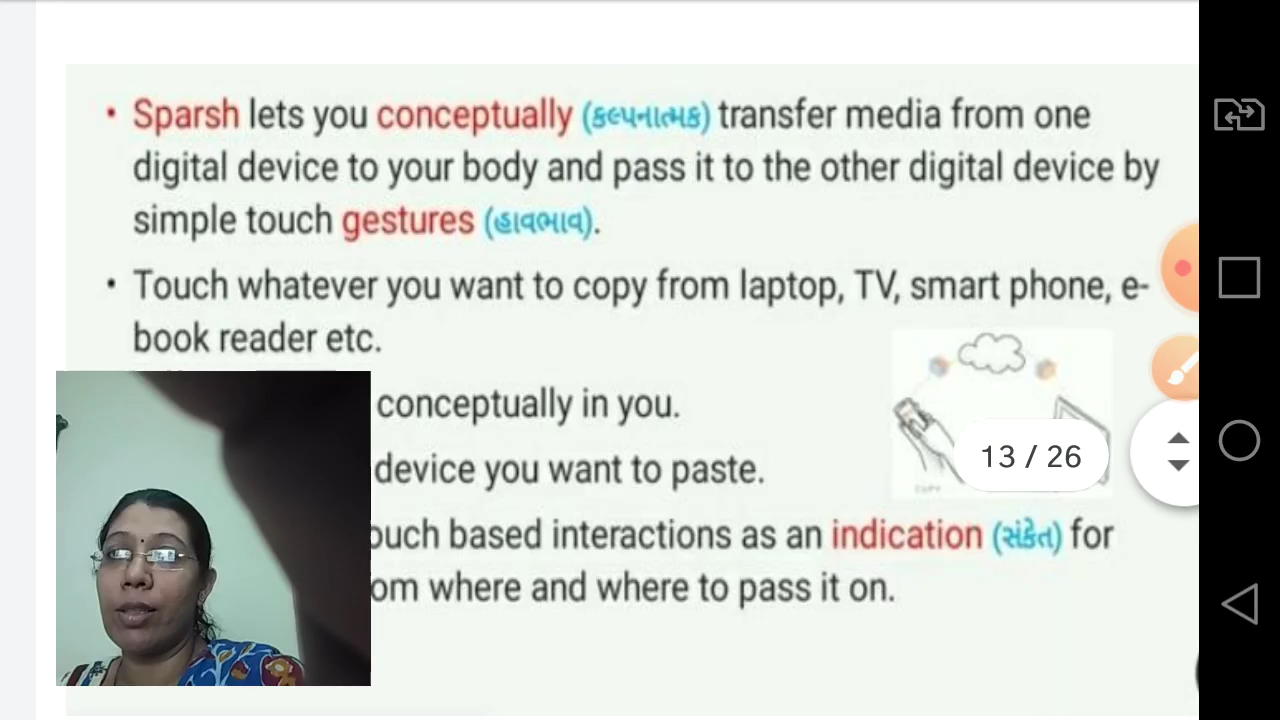 • Sparsh lets you conceptually (કલ્પનાત્મક) transfer media from one
digital device to your body and pass it to the other digital device by
simple touch gestures (હાવભાવ).
• Touch whatever you want to copy from laptop, TV, smart phone, e-
book reader etc.
conceptually in you.
device you want to paste.
based interactions as an indication (સંકેત) for
where and where to pass it on.
13 / 26
COPY